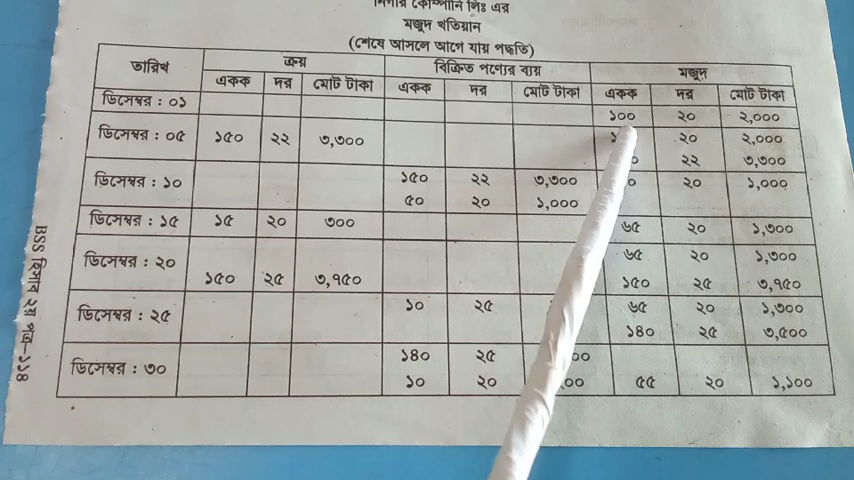 কোম্পানি লিঃ এর
মজুদ খতিয়ান
(শেষে আসলে আগে যায় পদ্ধতি)
তারিখ ক্রয় বিক্রিত পণ্যের ব্যয় মজুদ
একক দর মোট টাকা একক দর মোট টাকা একক দর মোট টাকা
ডিসেম্বর : ০১ ১০০ ২০ ২,০০০
ডিসেম্বর : ০৫ ১৫০ ২২ ৩,৩০০ ২০ ২,০০০
২২ ৩,৩০০
ডিসেম্বর : ১০ ১৫০ ২২ ৩,৩০০ ২০ ১,০০০
৫০ ২০ ১,০০০
ডিসেম্বর : ১৫ ১৫ ২০ ৩০০ ৬৫ ২০ ১,৩০০
ডিসেম্বর : ২০ ৬৫ ২০ ১,৩০০
১৫০ ২৫ ৩,৭৫০ ১৫০ ২৫ ৩,৭৫০
ডিসেম্বর : ২৫ ১০ ২৫ ৬৫ ২০ ১,৩০০
১৪০ ২৫ ৩,৫০০
ডিসেম্বর : ৩০ ১৪০ ২৫
১০ ২০ ৫৫ ২০ ১,১০০
BSS হিসাব ২য় পত্র-১১৪